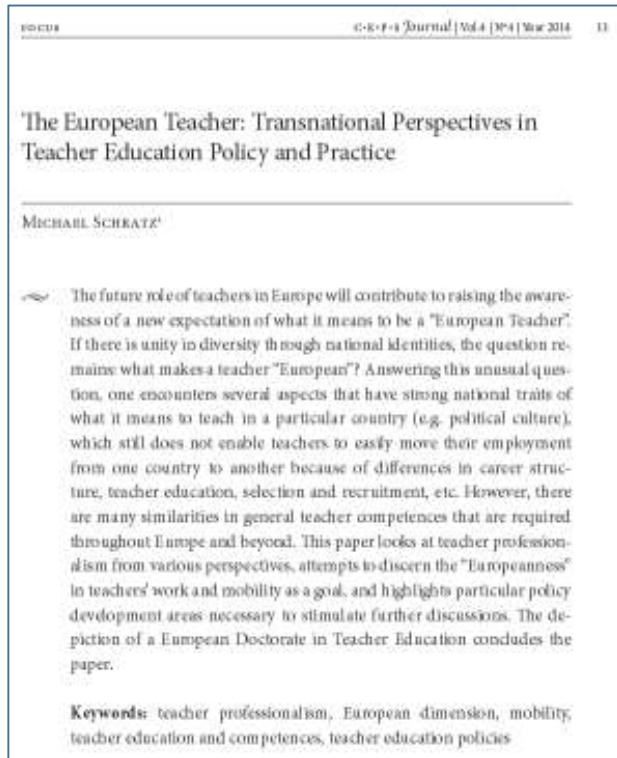 FOCUS
C·E·P·S Journal | Vol.4 | N°4 | Year 2014 13
The European Teacher: Transnational Perspectives in
Teacher Education Policy and Practice
Michael Schratz¹
The future role of teachers in Europe will contribute to raising the aware-
ness of a new expectation of what it means to be a "European Teacher".
If there is unity in diversity through national identities, the question re-
mains: what makes a teacher "European"? Answering this unusual ques-
tion, one encounters several aspects that have strong national traits of
what it means to teach in a particular country (e.g. political culture),
which still does not enable teachers to easily move their employment
from one country to another because of differences in career struc-
ture, teacher education, selection and recruitment, etc. However, there
are many similarities in general teacher competences that are required
throughout Europe and beyond. This paper looks at teacher profession-
alism from various perspectives, attempts to discern the "Europeanness"
in teachers' work and mobility as a goal, and highlights particular policy
development areas necessary to stimulate further discussions. The de-
piction of a European Doctorate in Teacher Education concludes the
paper.
Keywords: teacher professionalism, European dimension, mobility,
teacher education and competences, teacher education policies